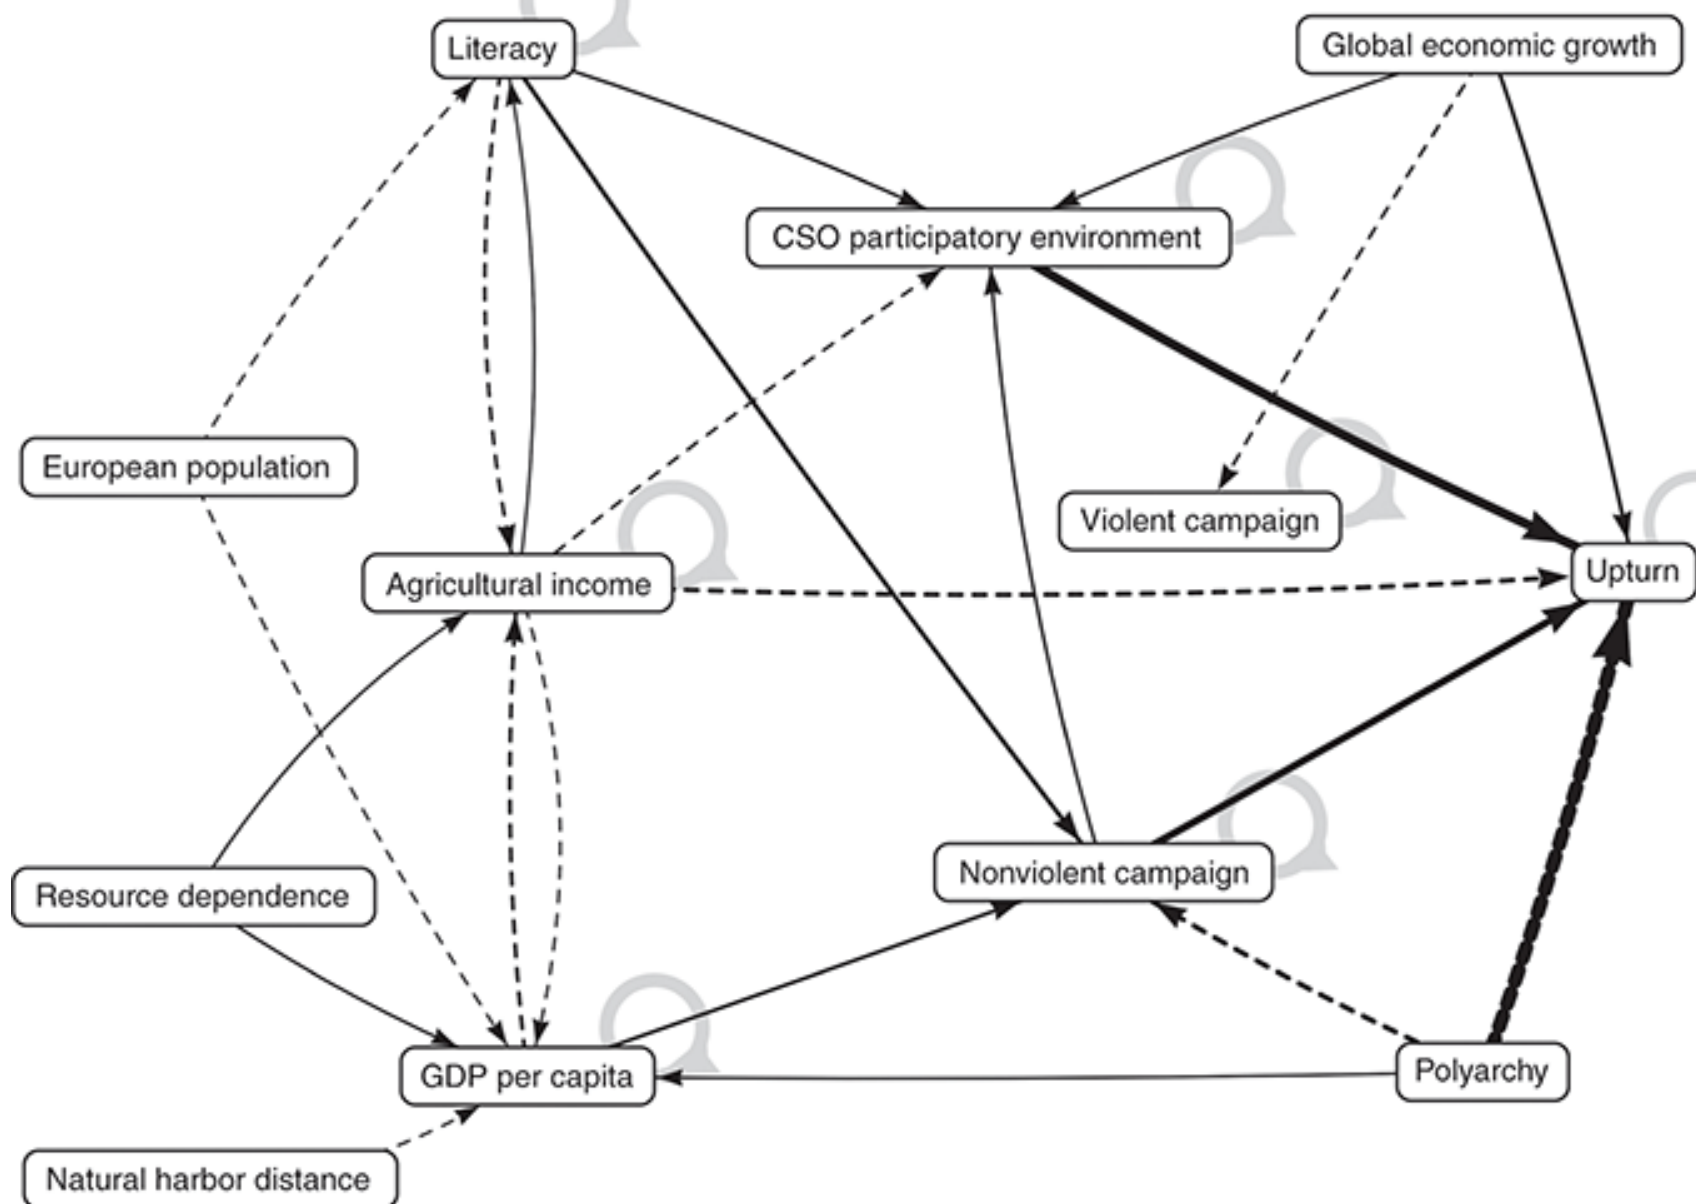 Literacy
Global economic growth
CSO participatory environment
European population
Violent campaign
Agricultural income
Upturn
Nonviolent campaign
Resource dependence
GDP per capita
Polyarchy
Natural harbor distance